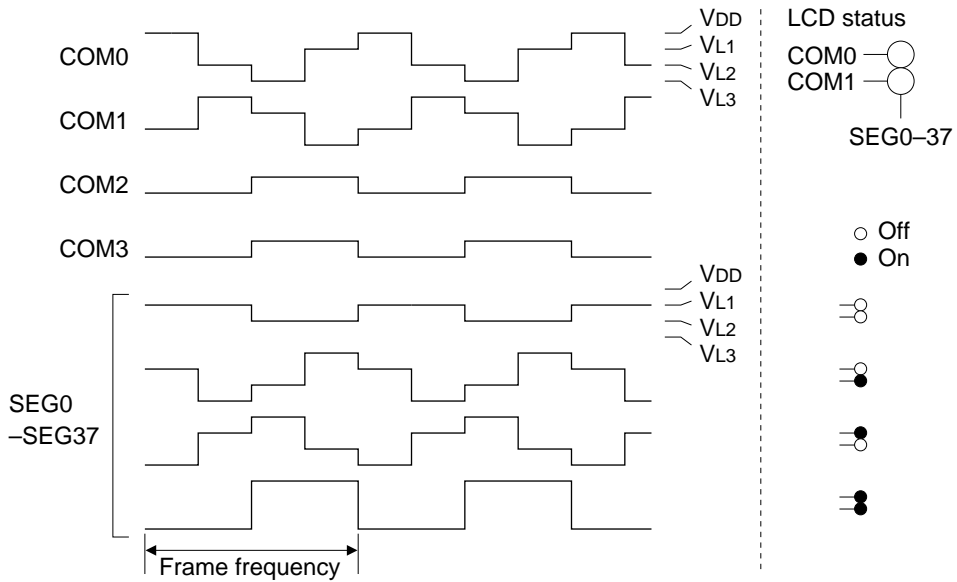 COM0
COM1
COM2
COM3
SEG0
–SEG37
Frame frequency
VDD
VL1
VL2
VL3
VDD
VL1
VL2
VL3
LCD status
COM0
COM1
SEG0–37
Off
On